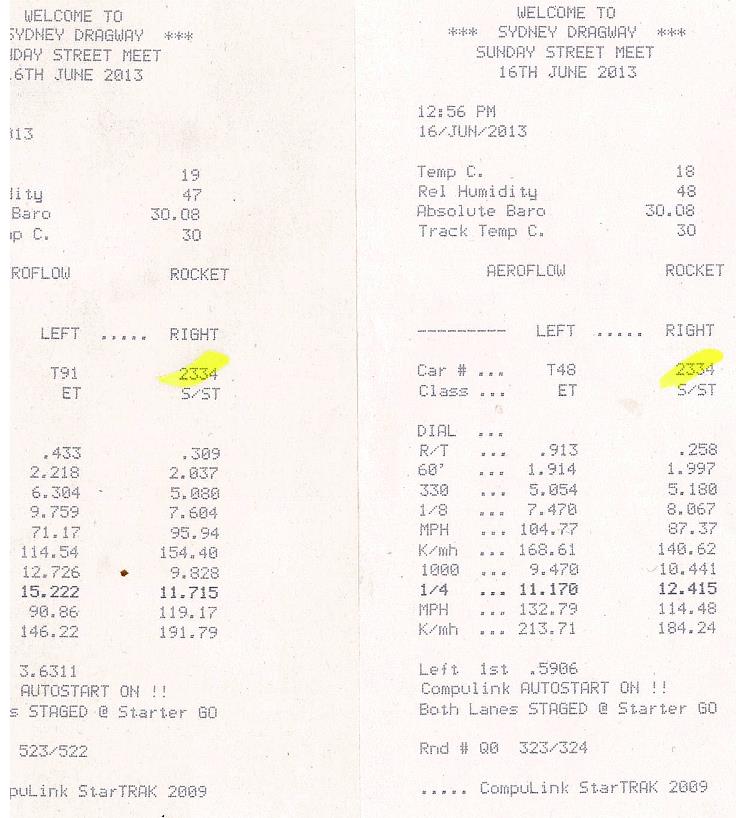 WELCOME TO
SYDNEY DRAGWAY ***
NDAY STREET MEET
16TH JUNE 2013
013
19
dity 47
Baro 30.08
p C. 30
ROFLOW ROCKET
LEFT ..... RIGHT
T91 2334
ET S/ST
.433 .309
2.218 2.037
6.304 5.080
9.759 7.604
71.17 95.94
114.54 154.40
12.726 9.828
15.222 11.715
90.86 119.17
146.22 191.79
3.6311
AUTOSTART ON !!
s STAGED @ Starter GO
523/522
puLink StarTRAK 2009
WELCOME TO
*** SYDNEY DRAGWAY ***
SUNDAY STREET MEET
16TH JUNE 2013
12:56 PM
16/JUN/2013
Temp C. 18
Rel Humidity 48
Absolute Baro 30.08
Track Temp C. 30
AEROFLOW ROCKET
--------- LEFT ..... RIGHT
Car # ... T48 2334
Class ... ET S/ST
DIAL ...
R/T ... .913 .258
60' ... 1.914 1.997
330 ... 5.054 5.180
1/8 ... 7.470 8.067
MPH ... 104.77 87.37
K/mh ... 168.61 140.62
1000 ... 9.470 10.441
1/4 ... 11.170 12.415
MPH ... 132.79 114.48
K/mh ... 213.71 184.24
Left 1st .5906
Compulink AUTOSTART ON !!
Both Lanes STAGED @ Starter GO
Rnd # Q0 323/324
..... CompuLink StarTRAK 2009